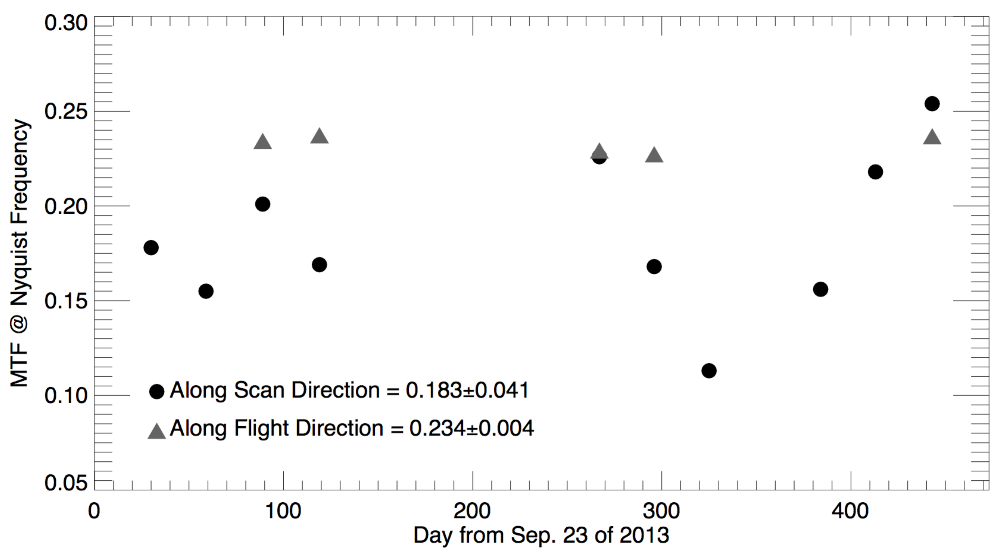 0.30
0.25
0.20
0.15
0.10
0.05
MTF @ Nyquist Frequency
Along Scan Direction = 0.183±0.041
Along Flight Direction = 0.234±0.004
0 100 200 300 400
Day from Sep. 23 of 2013